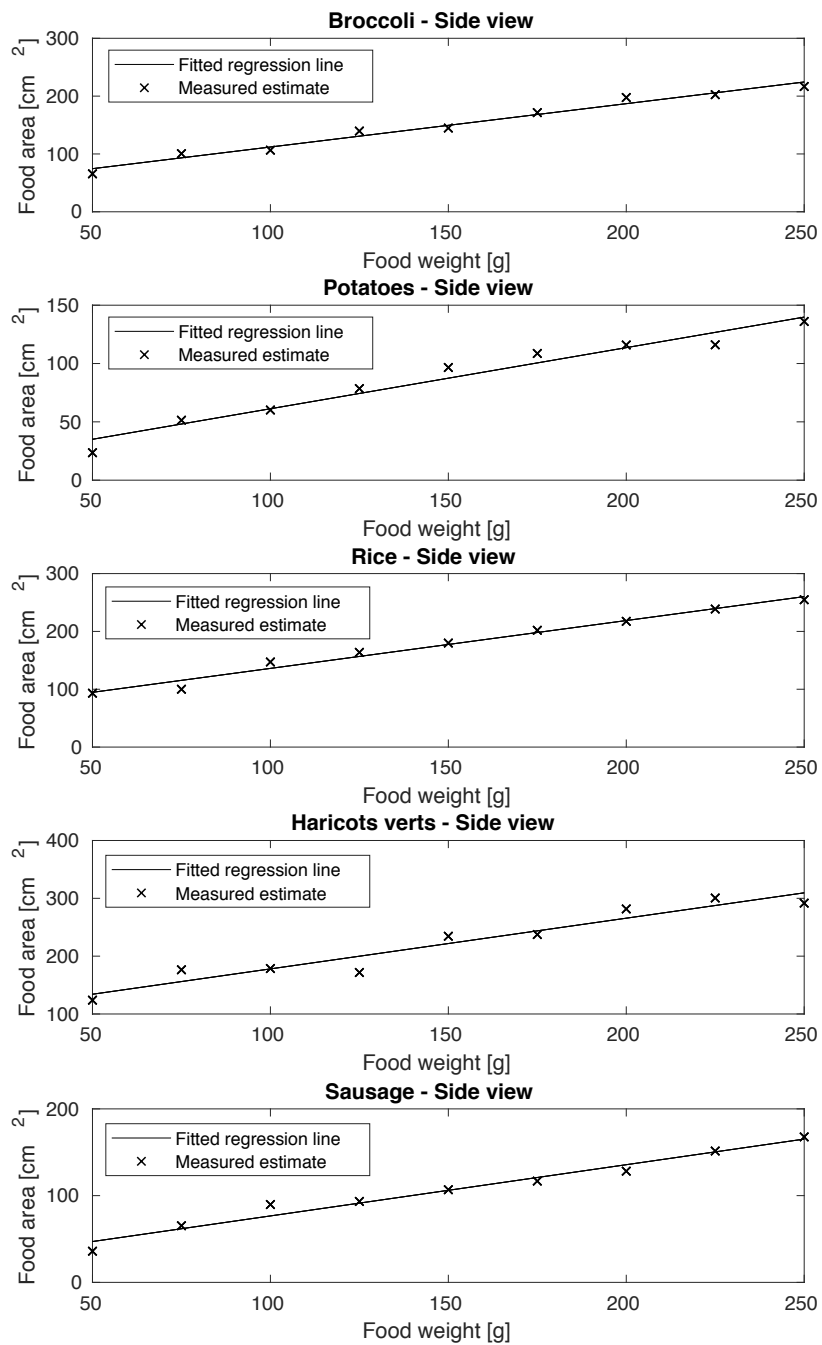 Broccoli - Side view
300
200
100
0
Food area [cm 2]
Fitted regression line
Measured estimate
50 100 150 200 250
Food weight [g]
Potatoes - Side view
150
100
50
0
Food area [cm 2]
Fitted regression line
Measured estimate
50 100 150 200 250
Food weight [g]
Rice - Side view
300
200
100
0
Food area [cm 2]
Fitted regression line
Measured estimate
50 100 150 200 250
Food weight [g]
Haricots verts - Side view
400
300
200
100
Food area [cm 2]
Fitted regression line
Measured estimate
50 100 150 200 250
Food weight [g]
Sausage - Side view
200
100
0
Food area [cm 2]
Fitted regression line
Measured estimate
50 100 150 200 250
Food weight [g]